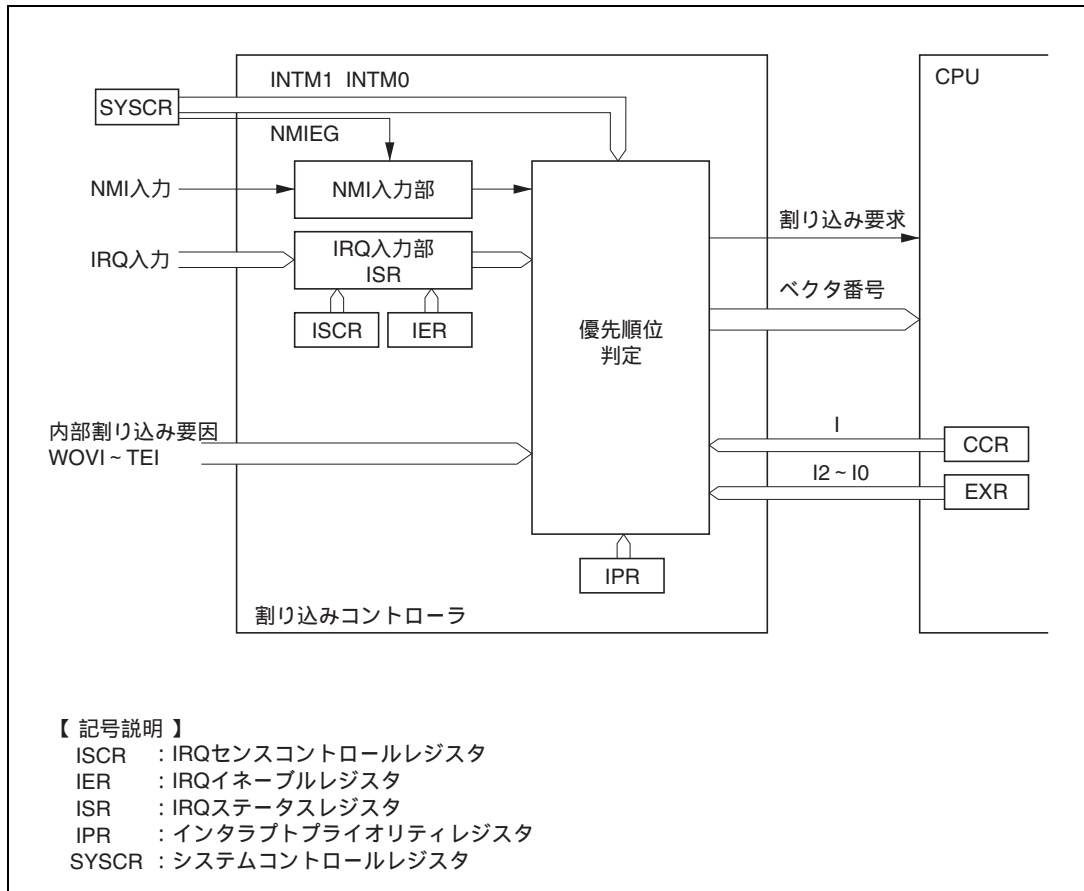 INTM1 INTM0
CPU
SYSCR
NMIEG
NMI入力
NMI入力部
割り込み要求
IRQ入力
IRQ入力部
ISR
ベクタ番号
ISCR
IER
優先順位
判定
内部割り込み要因
WOVI～TEI
I
CCR
I2～I0
EXR
IPR
割り込みコントローラ
【 記号説明 】
ISCR ：IRQセンスコントロールレジスタ
IER ：IRQイネーブルレジスタ
ISR ：IRQステータスレジスタ
IPR ：インタラプトプライオリティレジスタ
SYSCR ：システムコントロールレジスタ